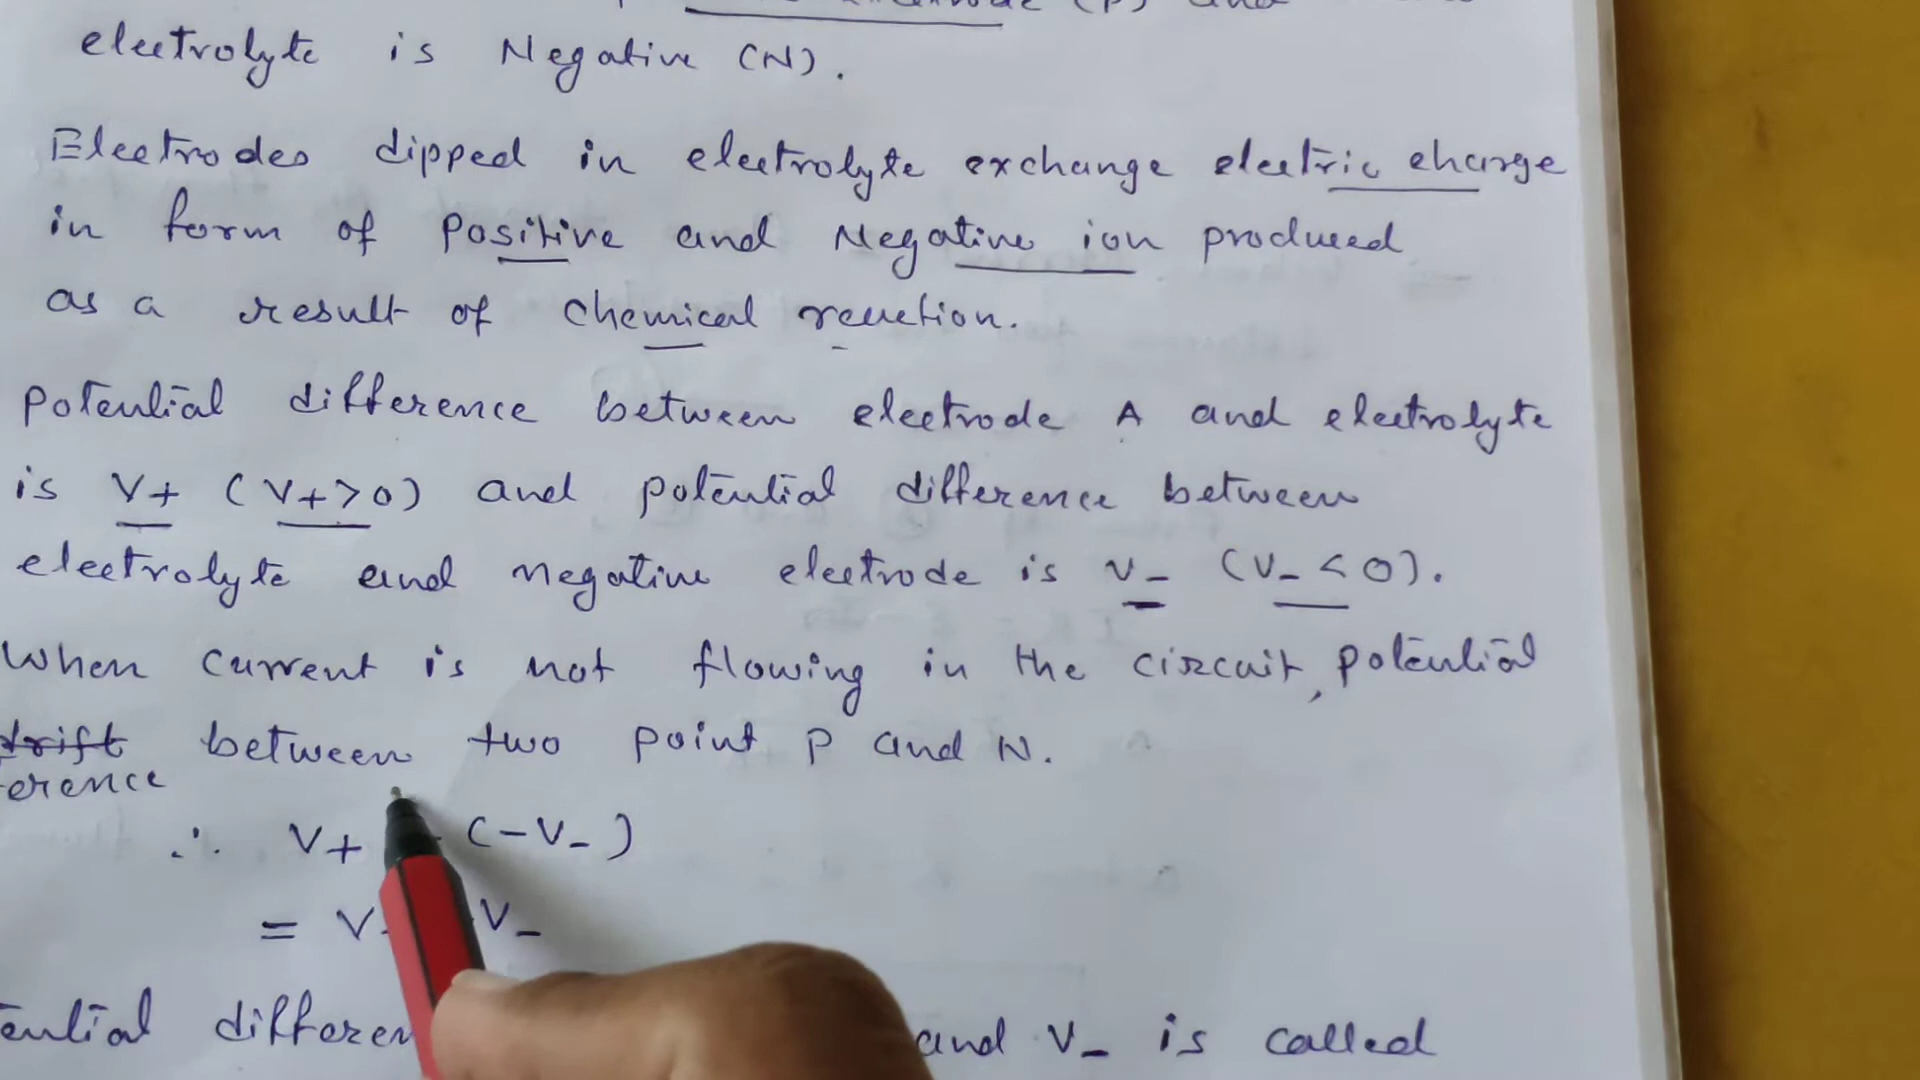 (P) and
electrolyte is Negative (N).
Electrodes dipped in electrolyte exchange electric charge
in form of positive and Negative ion produced
as a result of chemical reaction.
potential difference between electrode A and electrolyte
is V+ (V+>0) and potential difference between
electrolyte and negative electrode is V- (V- < 0).
When current is not flowing in the circuit, potential
drift between two point P and N.
erence
∴ V+ - (-V-)
= V+ V-
ential differen and V- is called